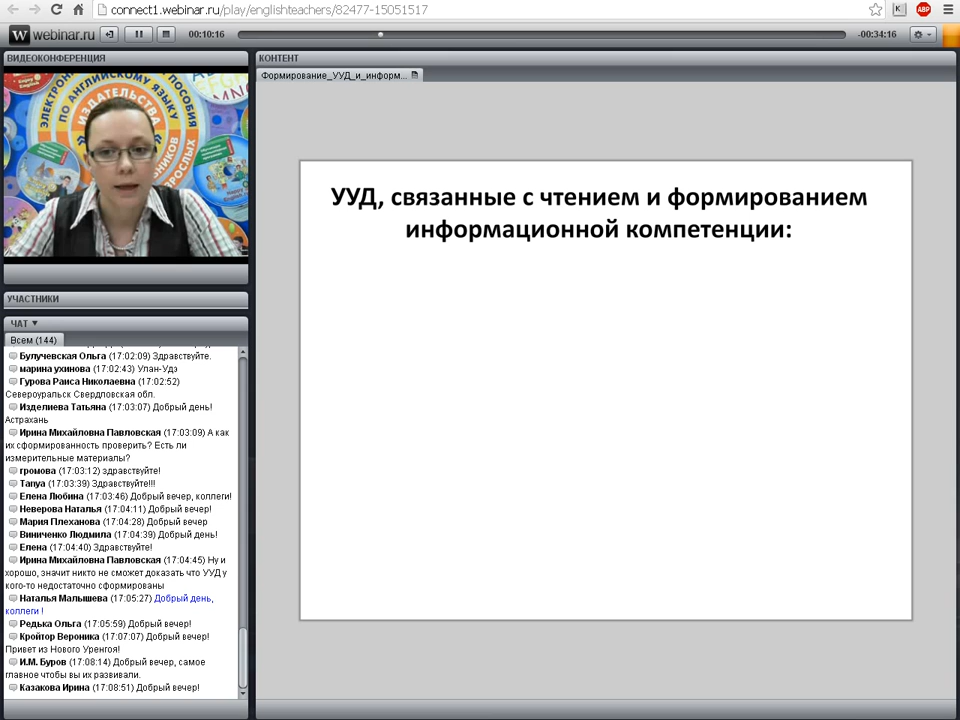 connect1.webinar.ru/play/englishteachers/82477-15051517
webinar.ru
00:10:16
-00:34:16
ВИДЕОКОНФЕРЕНЦИЯ
КОНТЕНТ
Формирование_УУД_и_информ...
ЭЛЕКТРОННЫЕ ПОСОБИЯ
ПО АНГЛИЙСКОМУ ЯЗЫКУ
ИЗДАТЕЛЬСТВА
УУД, связанные с чтением и формированием
информационной компетенции:
УЧАСТНИКИ
ЧАТ
Всем (144)
Булучевская Ольга (17:02:09) Здравствуйте.
марина ухинова (17:02:43) Улан-Удэ
Гурова Раиса Николаевна (17:02:52)
Североуральск Свердловская обл.
Изделиева Татьяна (17:03:07) Добрый день!
Астрахань
Ирина Михайловна Павловская (17:03:09) А как
их сформированность проверить? Есть ли
измерительные материалы?
громова (17:03:12) здравствуйте!
Tanya (17:03:39) Здравствуйте!!!
Елена Любина (17:03:46) Добрый вечер, коллеги!
Неверова Наталья (17:04:11) Добрый вечер!
Мария Плеханова (17:04:28) Добрый вечер
Виниченко Людмила (17:04:39) Добрый день!
Елена (17:04:40) Здравствуйте!
Ирина Михайловна Павловская (17:04:45) Ну и
хорошо, значит никто не сможет доказать что УУД у
кого-то недостаточно сформированы
Наталья Малышева (17:05:27) Добрый день,
коллеги !
Редька Ольга (17:05:59) Добрый вечер!
Кройтор Вероника (17:07:07) Добрый вечер!
Привет из Нового Уренгоя!
И.М. Буров (17:08:14) Добрый вечер, самое
главное чтобы вы их развивали.
Казакова Ирина (17:08:51) Добрый вечер!